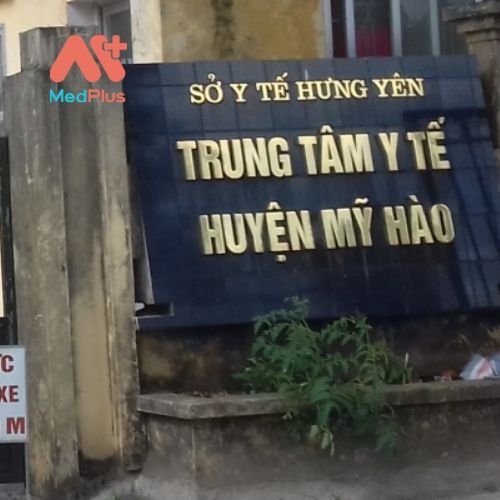 MedPlus
SỞ Y TẾ HƯNG YÊN
TRUNG TÂM Y TẾ
HUYỆN MỸ HÀO
XE
M